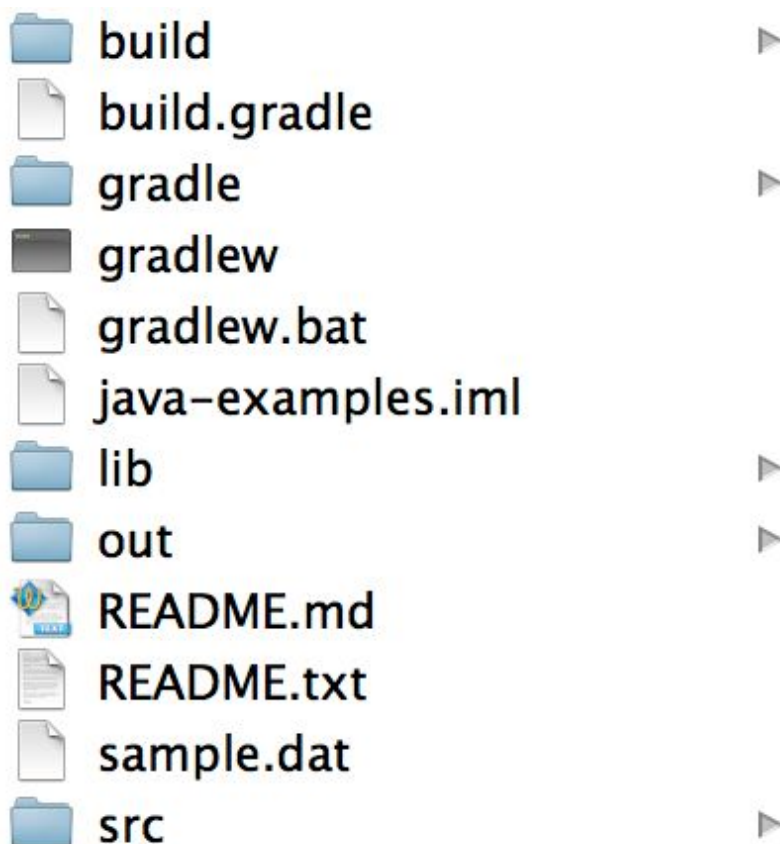 build
build.gradle
gradle
gradlew
gradlew.bat
java-examples.iml
lib
out
README.md
README.txt
sample.dat
src